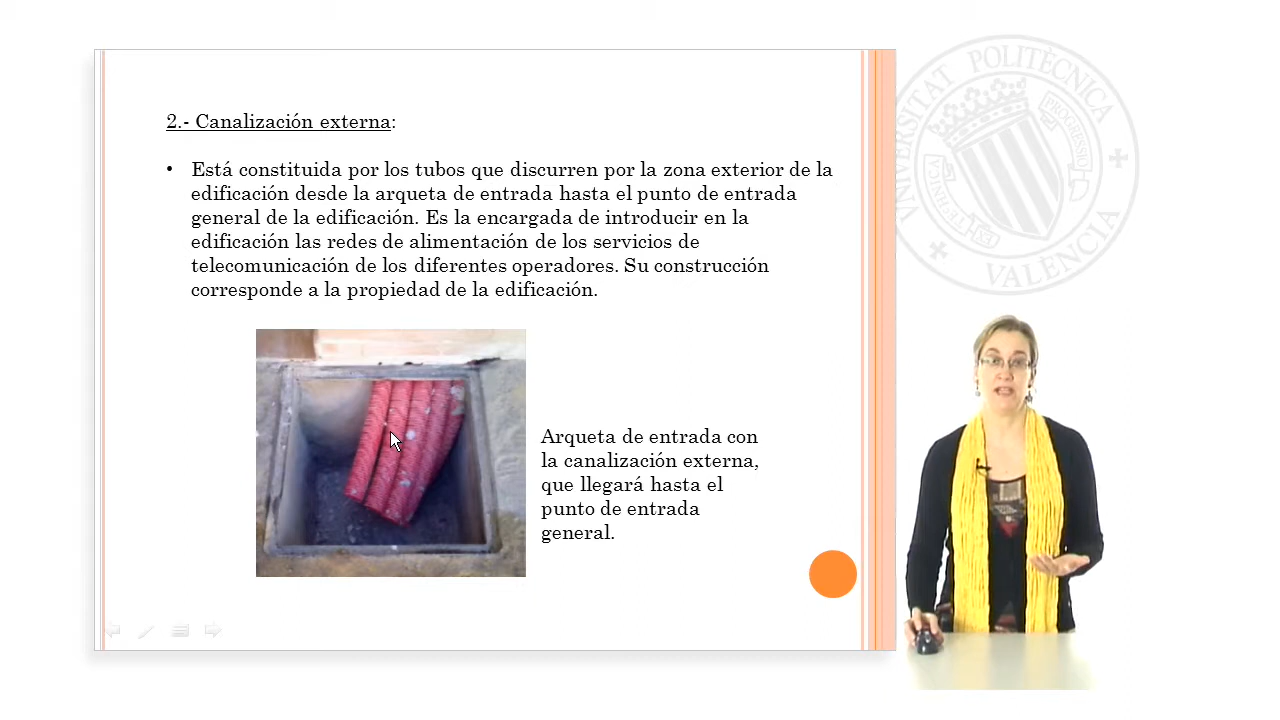 2.- Canalización externa:
• Está constituida por los tubos que discurren por la zona exterior de la
edificación desde la arqueta de entrada hasta el punto de entrada
general de la edificación. Es la encargada de introducir en la
edificación las redes de alimentación de los servicios de
telecomunicación de los diferentes operadores. Su construcción
corresponde a la propiedad de la edificación.
Arqueta de entrada con
la canalización externa,
que llegará hasta el
punto de entrada
general.
UNIVERSITAT POLITÈCNICA
VALÈNCIA